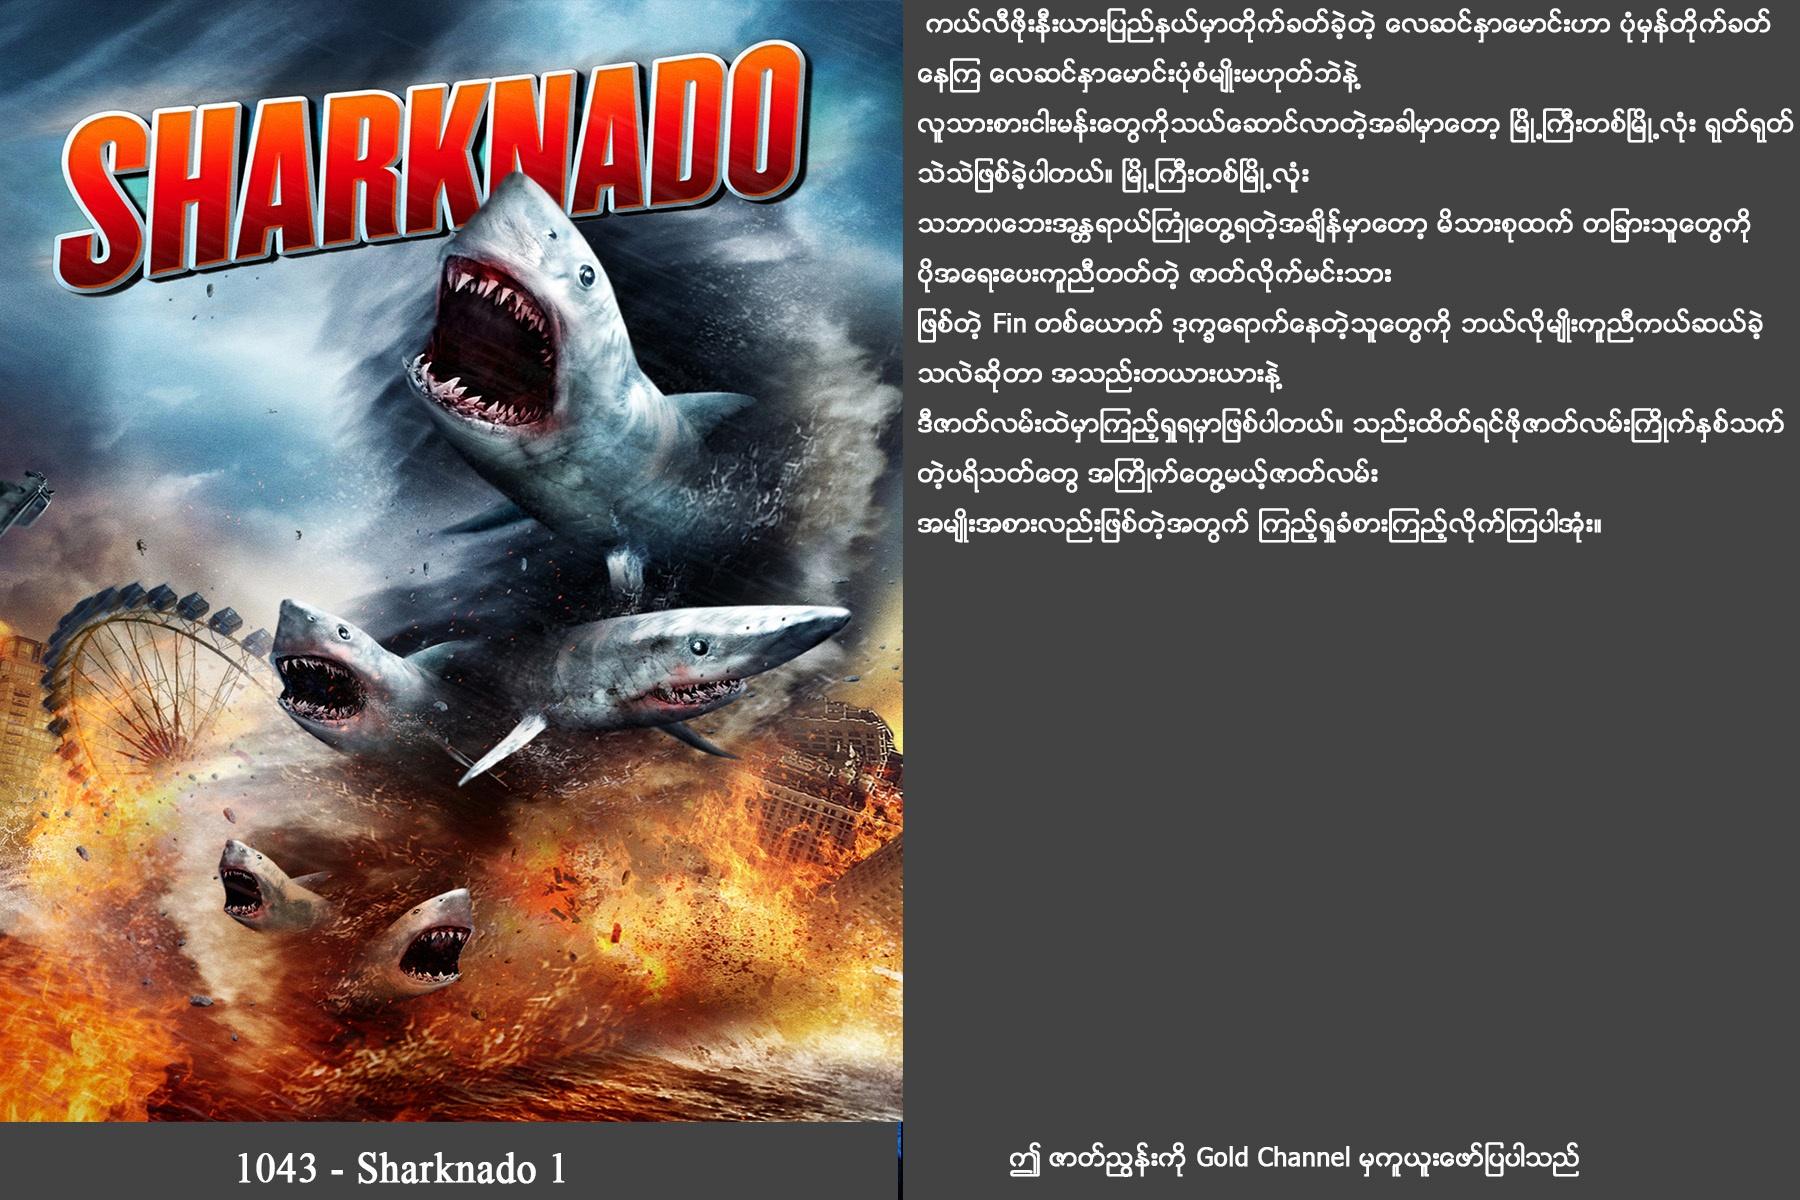 SHARKNADO
ကယ်လီဖိုးနီးယားပြည်နယ်မှာတိုက်ခတ်ခဲ့တဲ့ လေဆင်နှာမောင်းဟာ ပုံမှန်တိုက်ခတ်
နေကြ လေဆင်နှာမောင်းပုံစံမျိုးမဟုတ်ဘဲနဲ့
လူသားစားငါးမန်းတွေကိုသယ်ဆောင်လာတဲ့အခါမှာတော့ မြို့ကြီးတစ်မြို့လုံး ရုတ်ရုတ်
သဲသဲဖြစ်ခဲ့ပါတယ်။ မြို့ကြီးတစ်မြို့လုံး
သဘာဂဘေးအန္တရာယ်ကြုံတွေ့ရတဲ့အချိန်မှာတော့ မိသားစုထက် တခြားသူတွေကို
ပိုအရေးပေးကူညီတတ်တဲ့ ဇာတ်လိုက်မင်းသား
ဖြစ်တဲ့ Fin တစ်ယောက် ဒုက္ခရောက်နေတဲ့သူတွေကို ဘယ်လိုမျိုးကူညီကယ်ဆယ်ခဲ့
သလဲဆိုတာ အသည်းတယားယားနဲ့
ဒီဇာတ်လမ်းထဲမှာကြည့်ရှုရမှာဖြစ်ပါတယ်။ သည်းထိတ်ရင်ဖိုဇာတ်လမ်းကြိုက်နှစ်သက်
တဲ့ပရိသတ်တွေ အကြိုက်တွေ့မယ့်ဇာတ်လမ်း
အမျိုးအစားလည်းဖြစ်တဲ့အတွက် ကြည့်ရှုခံစားကြည့်လိုက်ကြပါအုံး။
1043 - Sharknado 1
ဤ ဇာတ်ညွှန်းကို Gold Channel မှကူယူးဖော်ပြပါသည်